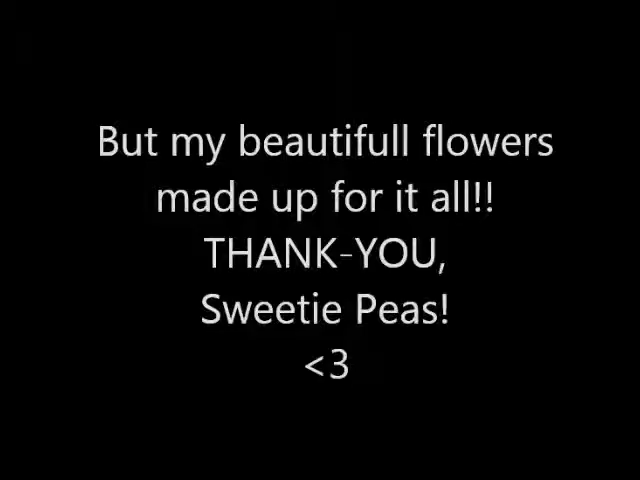 But my beautifull flowers
made up for it all!!
THANK-YOU,
Sweetie Peas!
<3